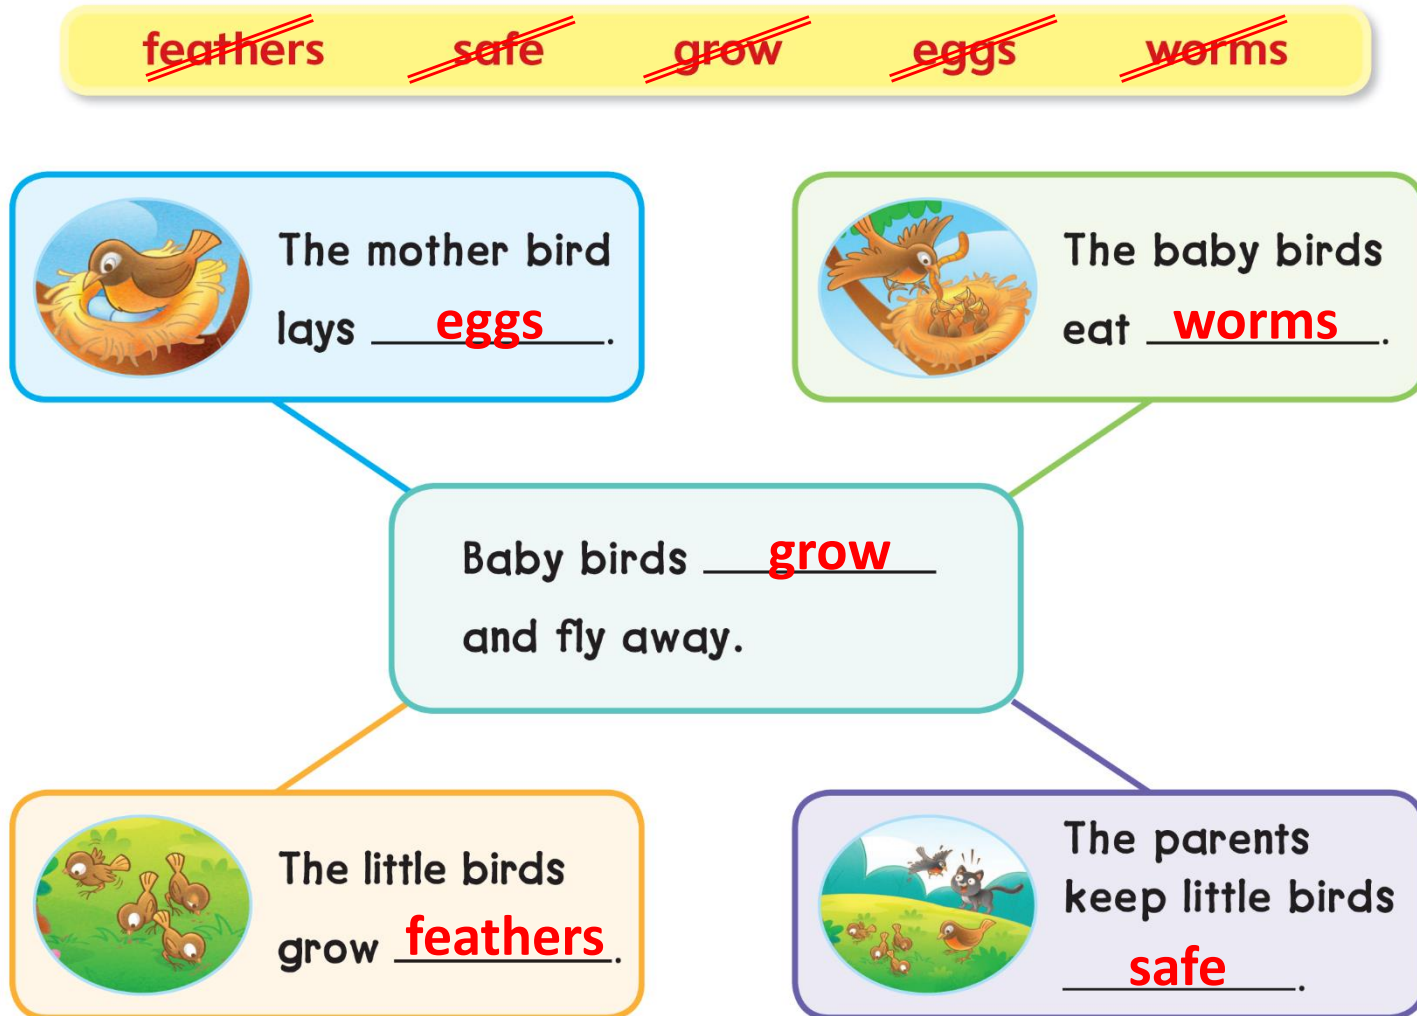 feathers safe grow eggs worms
The mother bird
lays eggs.
The baby birds
eat worms.
Baby birds grow
and fly away.
The little birds
grow feathers.
The parents
keep little birds
safe.